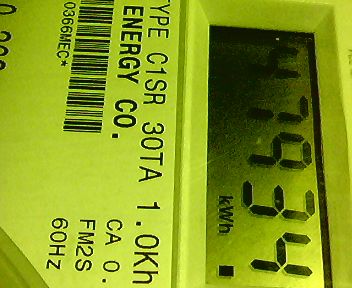 47934
kWh
TYPE C1SR 30TA 1.0Kh
ENERGY CO.
CA 0.
FM2S
60Hz
0366MEC*